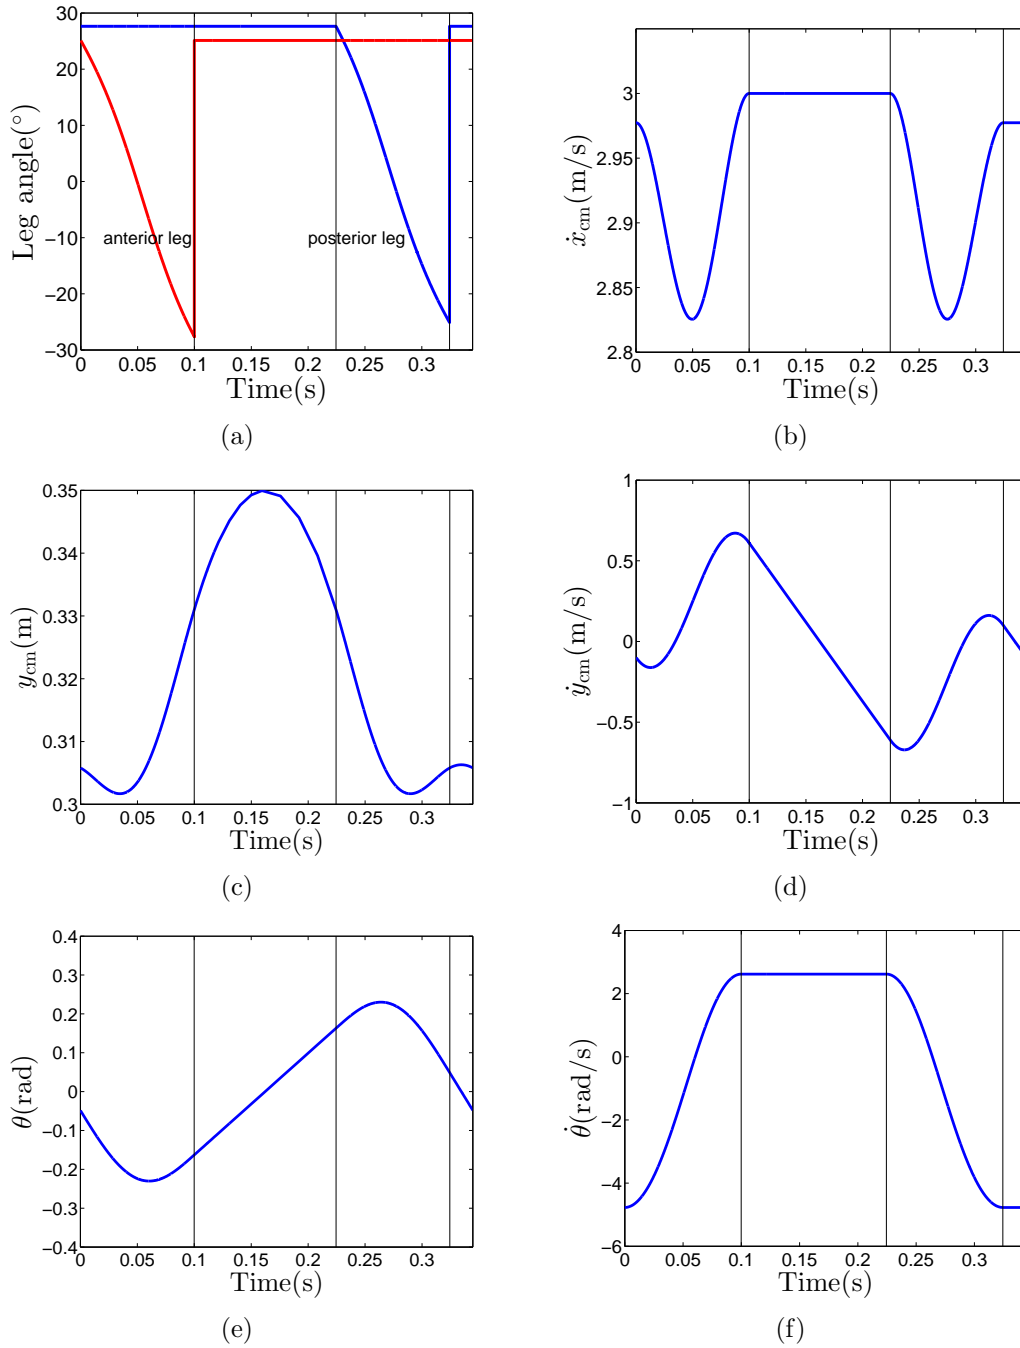 30
20
10
0
−10
−20
−30
Leg angle(°)
anterior leg
posterior leg
0 0.05 0.1 0.15 0.2 0.25 0.3
Time(s)
(a)
3
2.95
2.9
2.85
2.8
ẋcm(m/s)
0 0.05 0.1 0.15 0.2 0.25 0.3
Time(s)
(b)
0.35
0.34
0.33
0.32
0.31
0.3
ycm(m)
0 0.05 0.1 0.15 0.2 0.25 0.3
Time(s)
(c)
1
0.5
0
−0.5
−1
ẏcm(m/s)
0 0.05 0.1 0.15 0.2 0.25 0.3
Time(s)
(d)
0.4
0.3
0.2
0.1
0
−0.1
−0.2
−0.3
−0.4
θ(rad)
0 0.05 0.1 0.15 0.2 0.25 0.3
Time(s)
(e)
4
2
0
−2
−4
−6
θ̇(rad/s)
0 0.05 0.1 0.15 0.2 0.25 0.3
Time(s)
(f)